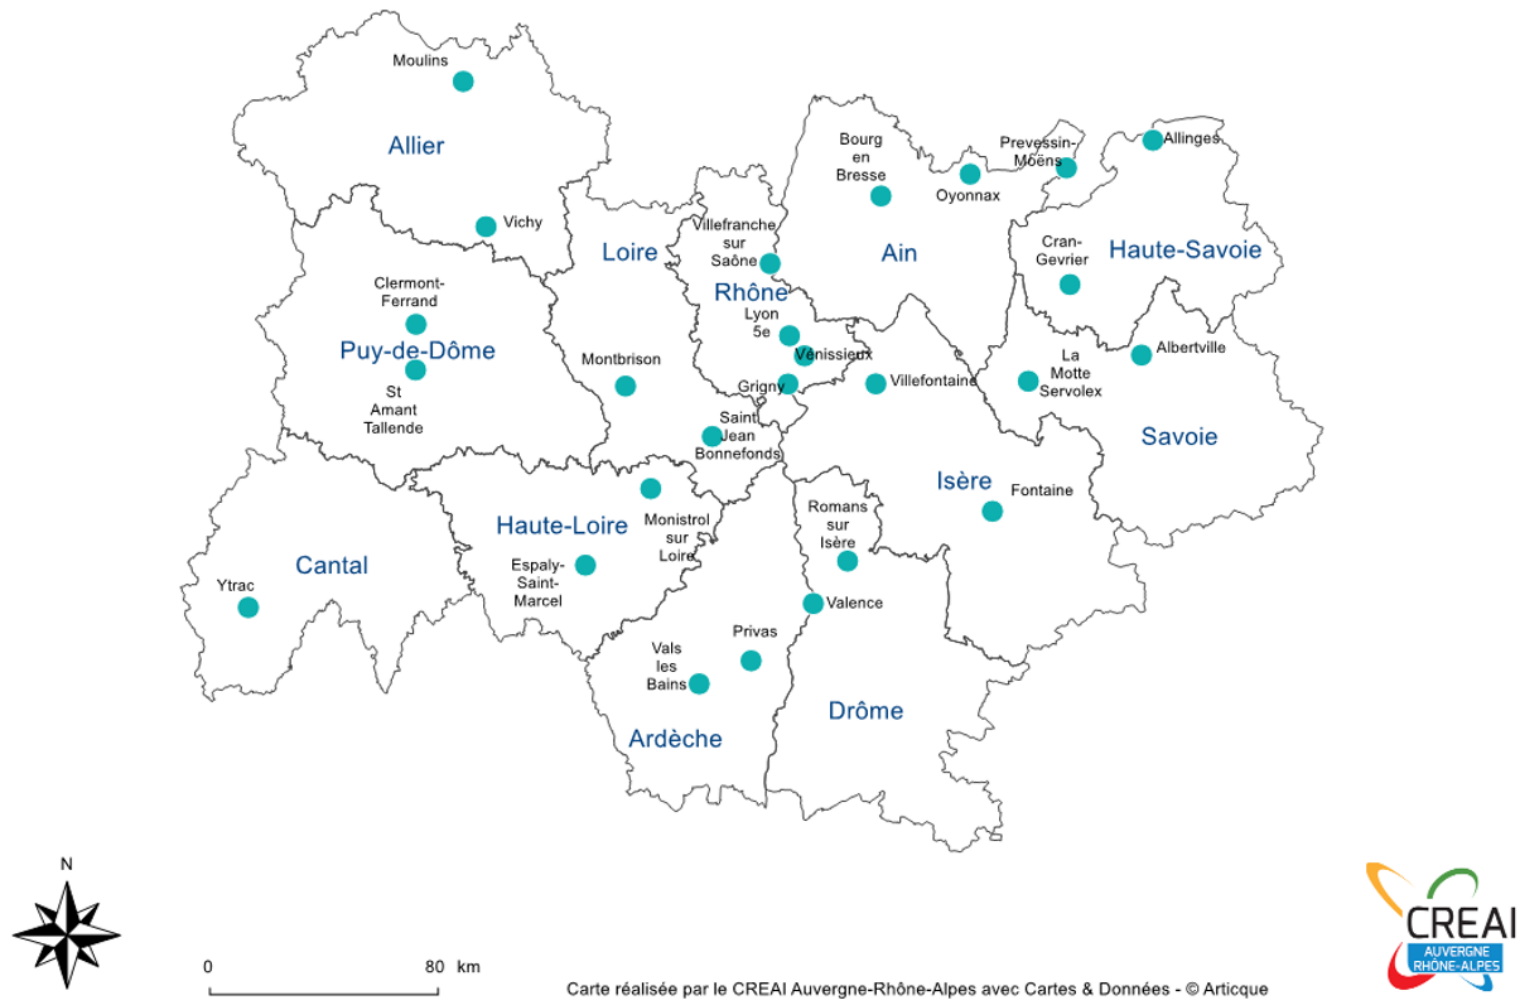 Moulins
Allier
Vichy
Bourg
en
Bresse
Oyonnax
Prevessin-
Moëns
Allinges
Ain
Cran-
Gevrier
Haute-Savoie
Loire
Villefranche
sur
Saône
Rhône
Lyon
5e
Vénissieux
Grigny
Clermont-
Ferrand
Puy-de-Dôme
St
Amant
Tallende
Montbrison
Saint
Jean
Bonnefonds
Villefontaine
La
Motte
Servolex
Albertville
Savoie
Isère
Fontaine
Haute-Loire
Monistrol
sur
Loire
Espaly-
Saint-
Marcel
Cantal
Ytrac
Romans
sur
Isère
Valence
Privas
Vals
les
Bains
Ardèche
Drôme
N
0 80 km
Carte réalisée par le CREAI Auvergne-Rhône-Alpes avec Cartes & Données - © Articque
CREAI
AUVERGNE
RHÔNE-ALPES